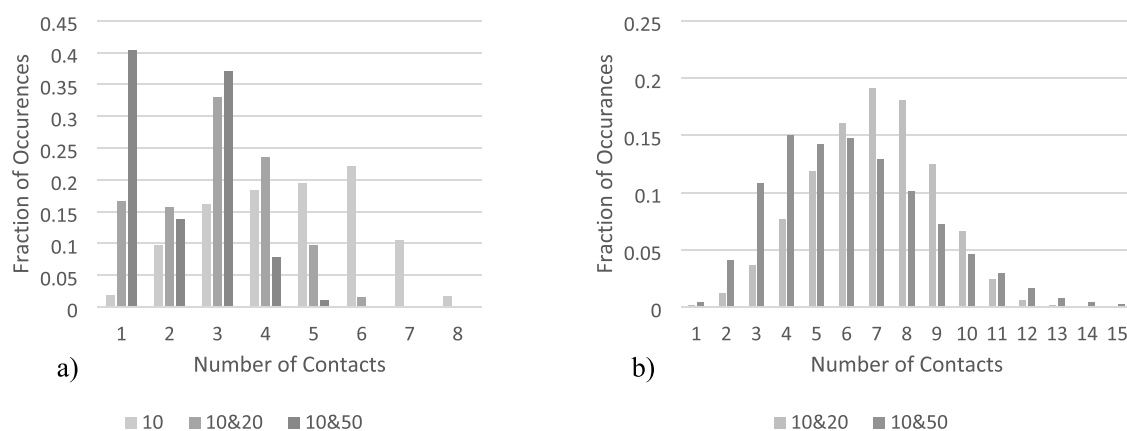 0.45
0.4
0.35
0.3
0.25
0.2
0.15
0.1
0.05
0
Fraction of Occurences
1 2 3 4 5 6 7 8
Number of Contacts
a)
10 10&20 10&50
0.25
0.2
0.15
0.1
0.05
0
Fraction of Occurances
1 2 3 4 5 6 7 8 9 10 11 12 13 14 15
Number of Contacts
b)
10&20 10&50